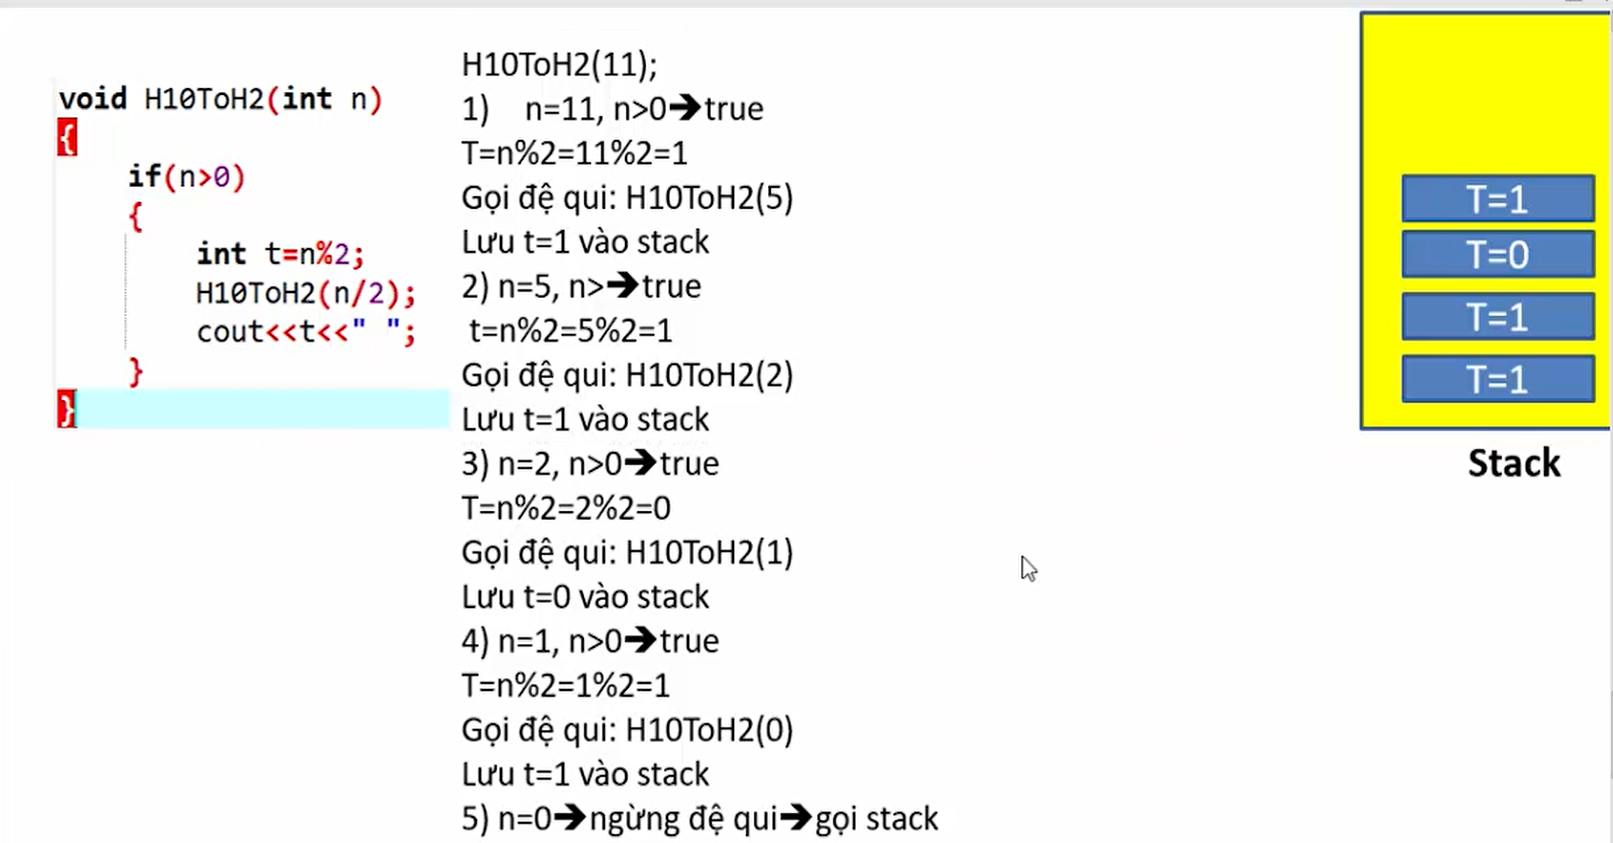 void H10ToH2(int n)
{
if(n>0)
{
int t=n%2;
H10ToH2(n/2);
cout<<t<<" ";
}
}
H10ToH2(11);
1) n=11, n>0➔true
T=n%2=11%2=1
Gọi đệ qui: H10ToH2(5)
Lưu t=1 vào stack
2) n=5, n>➔true
t=n%2=5%2=1
Gọi đệ qui: H10ToH2(2)
Lưu t=1 vào stack
3) n=2, n>0➔true
T=n%2=2%2=0
Gọi đệ qui: H10ToH2(1)
Lưu t=0 vào stack
4) n=1, n>0➔true
T=n%2=1%2=1
Gọi đệ qui: H10ToH2(0)
Lưu t=1 vào stack
5) n=0➔ngừng đệ qui➔gọi stack
T=1
T=0
T=1
T=1
Stack